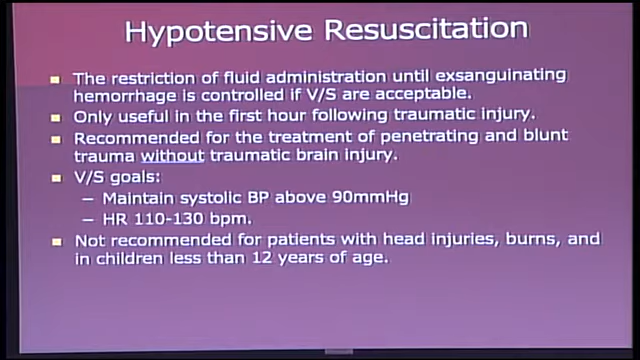 Hypotensive Resuscitation
The restriction of fluid administration until exsanguinating
hemorrhage is controlled if V/S are acceptable.
Only useful in the first hour following traumatic injury.
Recommended for the treatment of penetrating and blunt
trauma without traumatic brain injury.
V/S goals:
– Maintain systolic BP above 90mmHg
– HR 110-130 bpm.
Not recommended for patients with head injuries, burns, and
in children less than 12 years of age.